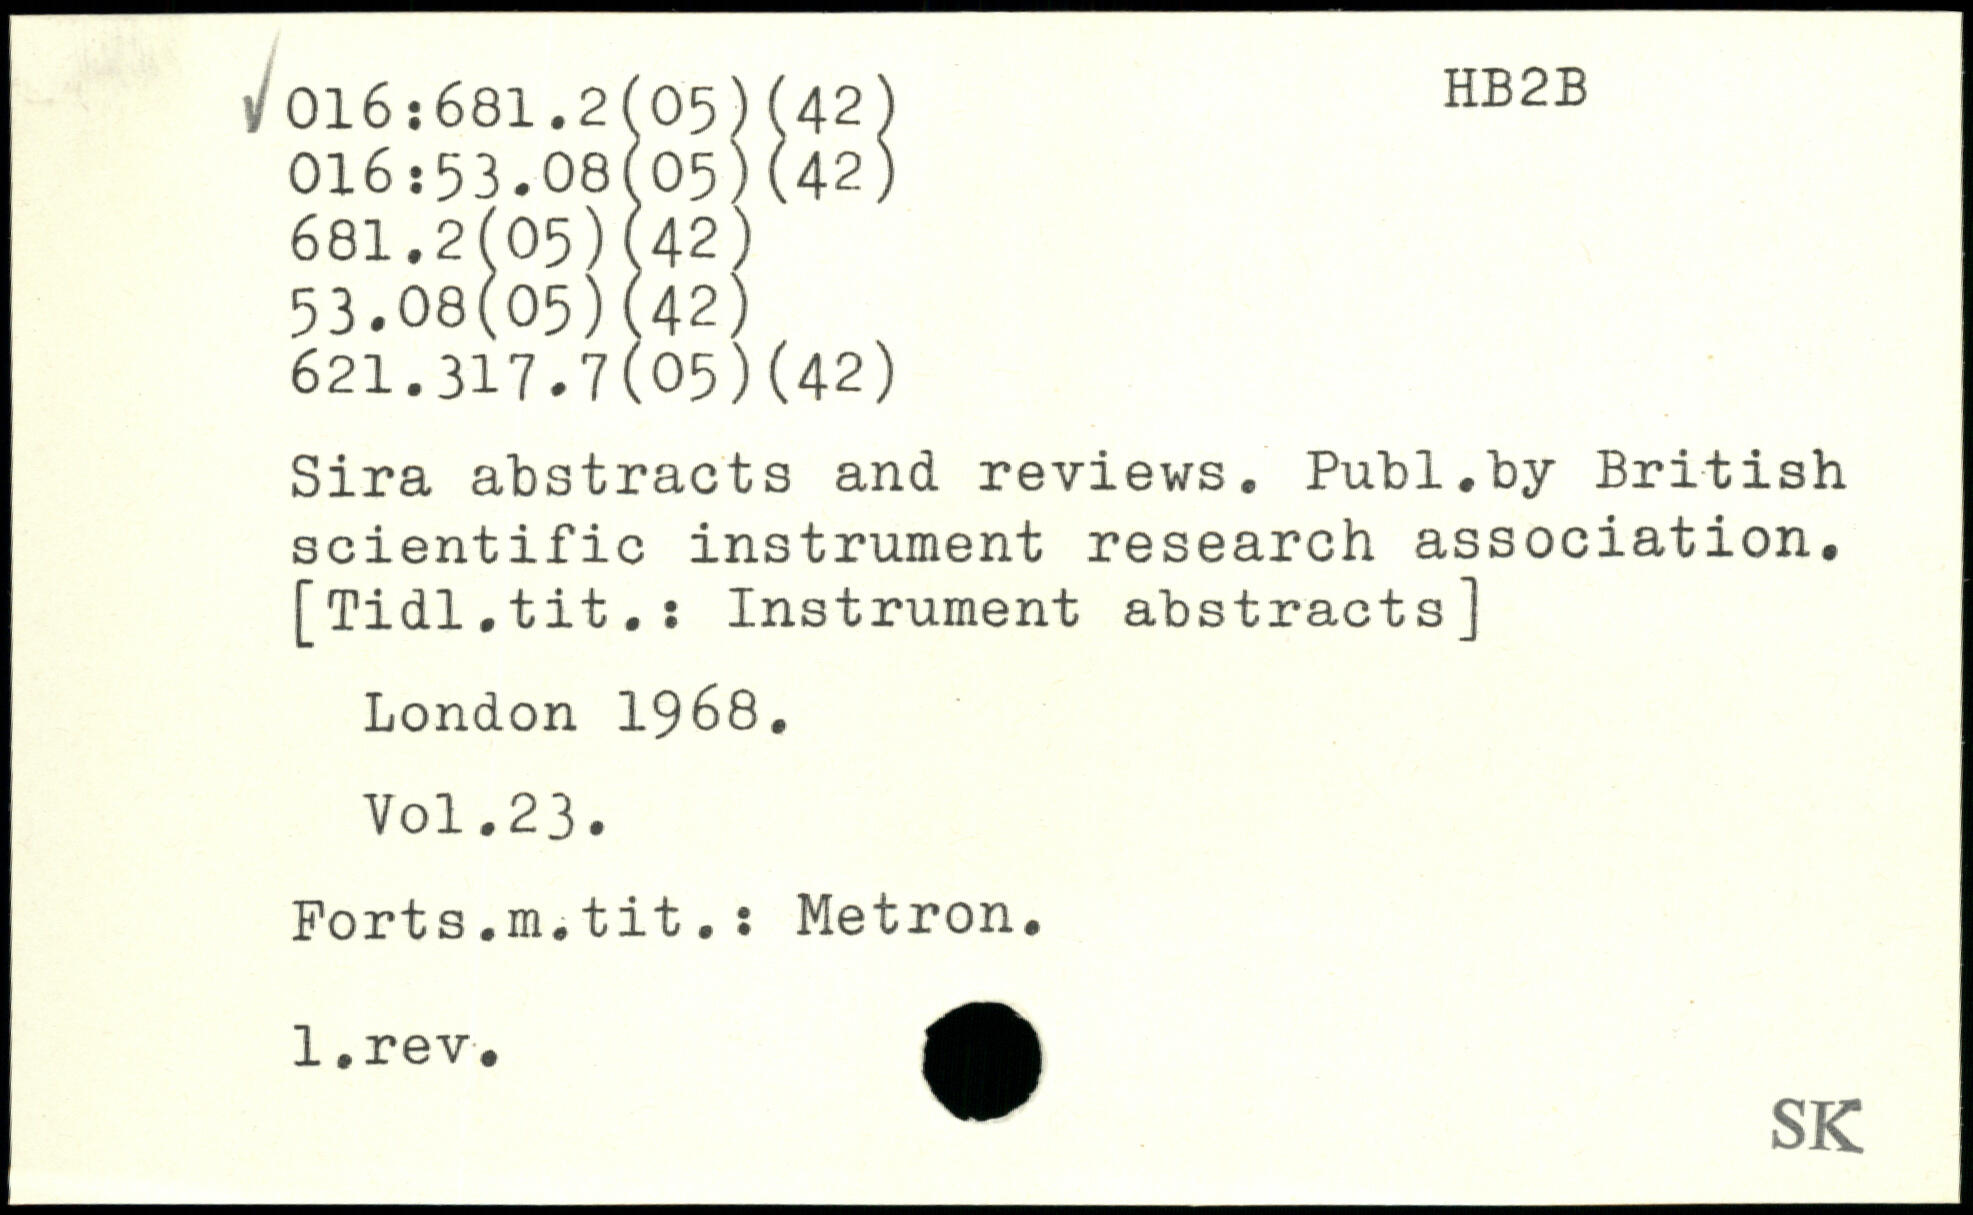 ✓ 016:681.2(05)(42)
HB2B
016:53.08(05)(42)
681.2(05)(42)
53.08(05)(42)
621.317.7(05)(42)
Sira abstracts and reviews. Publ.by British
scientific instrument research association.
[Tidl.tit.: Instrument abstracts]
London 1968.
Vol.23.
Forts.m.tit.: Metron.
1.rev.
SK